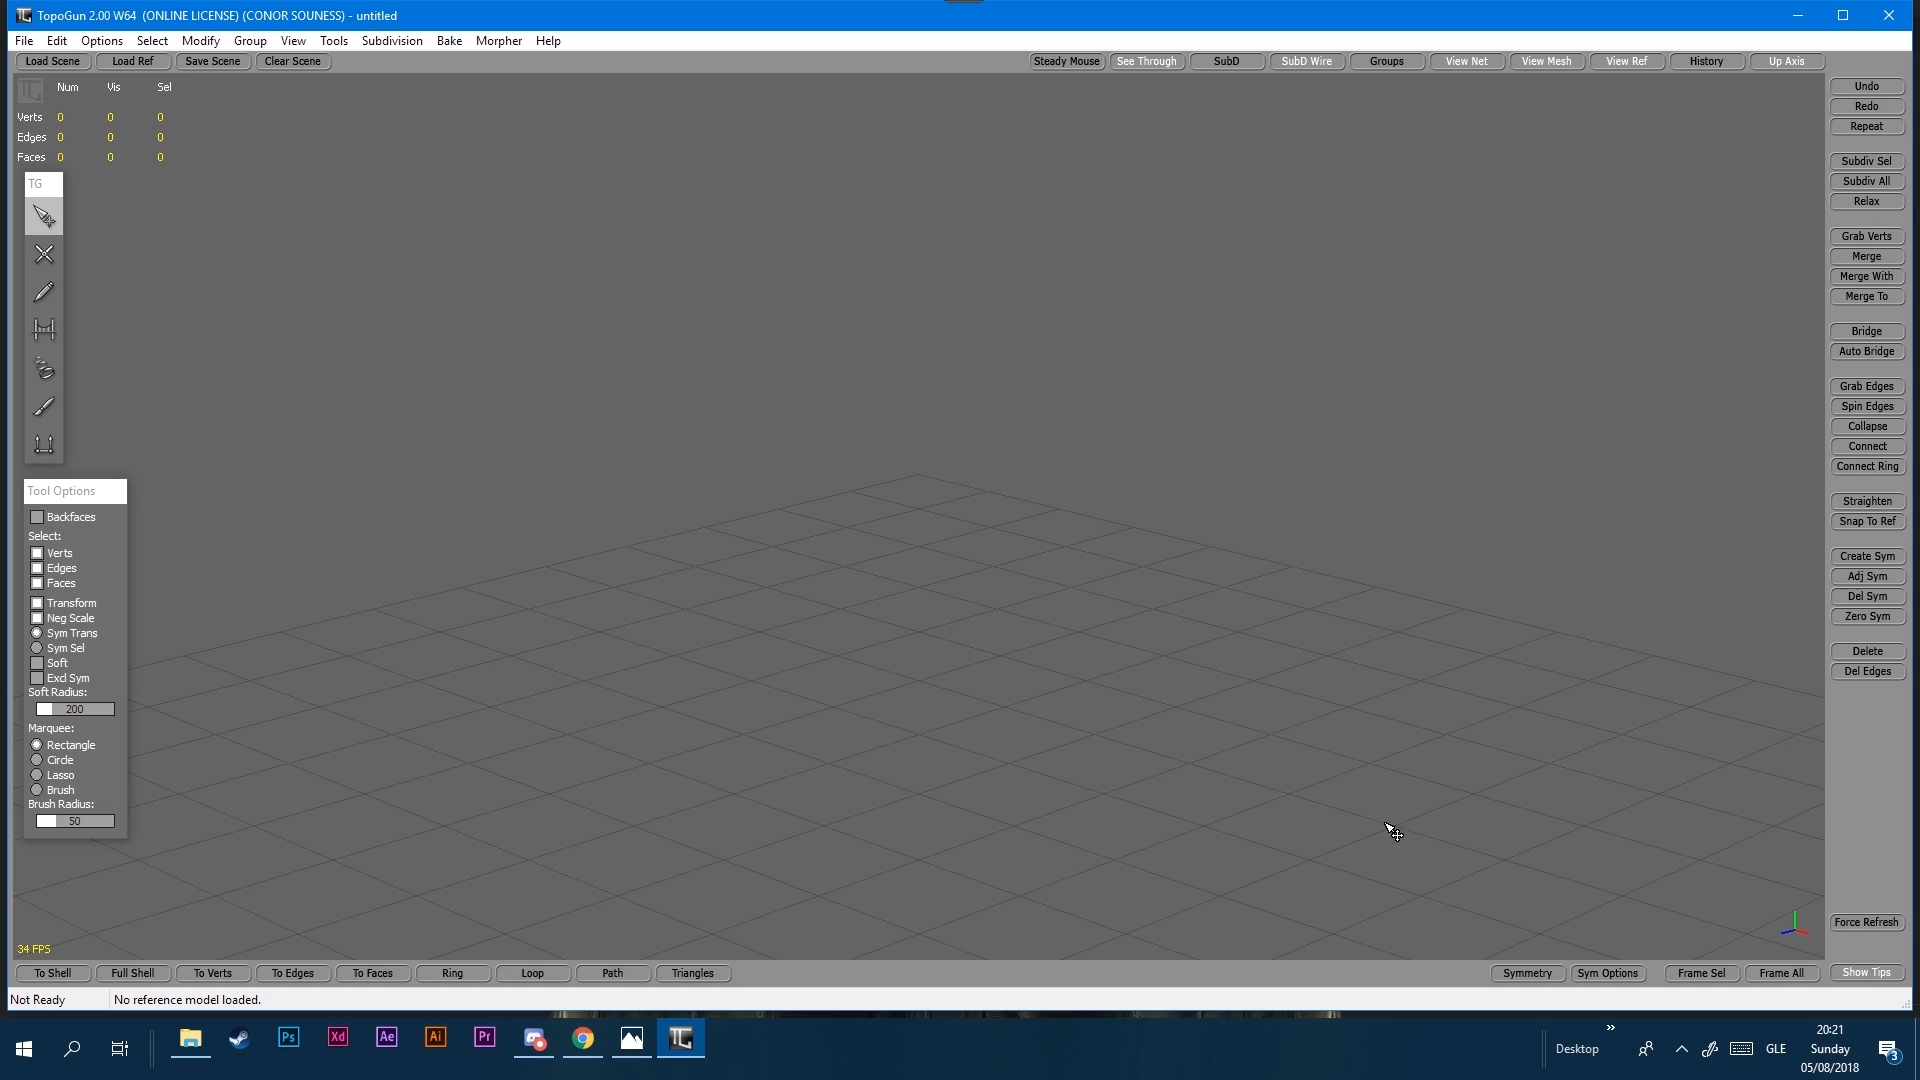 TopoGun 2.00 W64 (ONLINE LICENSE) (CONOR SOUNESS) - untitled
File Edit Options Select Modify Group View Tools Subdivision Bake Morpher Help
Load Scene Load Ref Save Scene Clear Scene Steady Mouse See Through SubD SubD Wire Groups View Net View Mesh View Ref History Up Axis
Num Vis Sel
Verts 0 0 0
Edges 0 0 0
Faces 0 0 0
TG
Tool Options
Backfaces
Select:
Verts
Edges
Faces
Transform
Neg Scale
Sym Trans
Sym Sel
Soft
Excl Sym
Soft Radius:
200
Marquee:
Rectangle
Circle
Lasso
Brush
Brush Radius:
50
34 FPS
Undo
Redo
Repeat
Subdiv Sel
Subdiv All
Relax
Grab Verts
Merge
Merge With
Merge To
Bridge
Auto Bridge
Grab Edges
Spin Edges
Collapse
Connect
Connect Ring
Straighten
Snap To Ref
Create Sym
Adj Sym
Del Sym
Zero Sym
Delete
Del Edges
Force Refresh
To Shell Full Shell To Verts To Edges To Faces Ring Loop Path Triangles Symmetry Sym Options Frame Sel Frame All Show Tips
Not Ready No reference model loaded.
Ps Xd Ae Ai Pr
Desktop
GLE
20:21
Sunday
05/08/2018
3